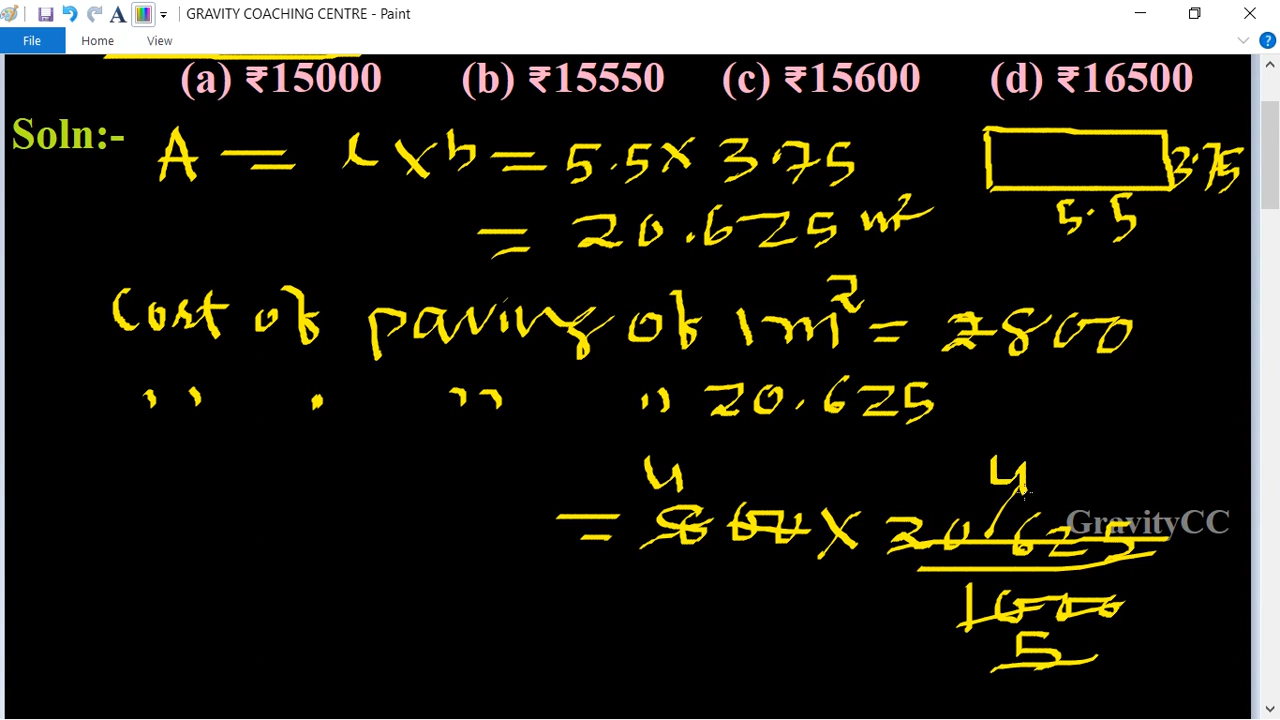 GRAVITY COACHING CENTRE - Paint
File Home View
(a) ₹15000 (b) ₹15550 (c) ₹15600 (d) ₹16500
Soln:- A = l × b = 5.5 × 3.75
3.75
= 20.625 m²
5.5
Cost of paving of 1m² = ₹800
" " " " 20.625
4 4
= 800 × 20/625
GravityCC
1000
5